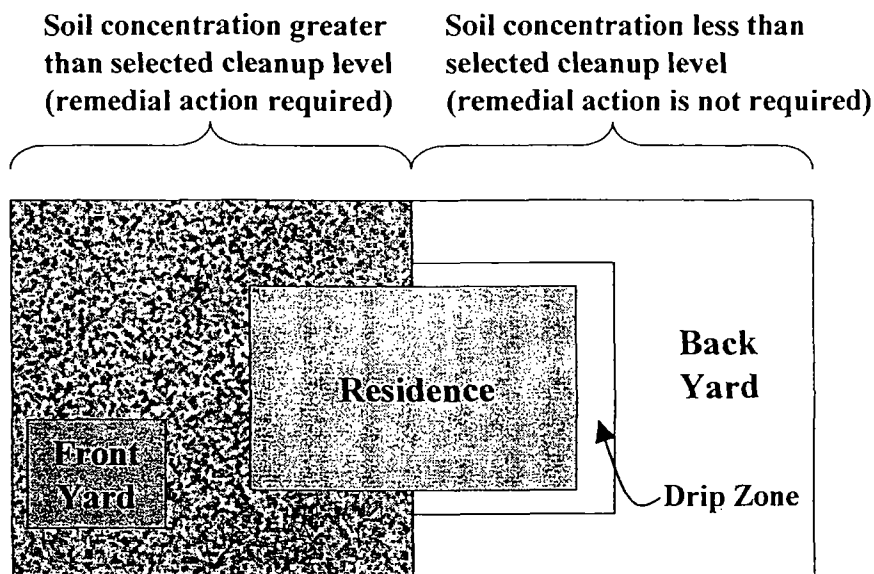 Soil concentration greater
than selected cleanup level
(remedial action required)
Soil concentration less than
selected cleanup level
(remedial action is not required)
Residence
Back
Yard
Front
Yard
Drip Zone